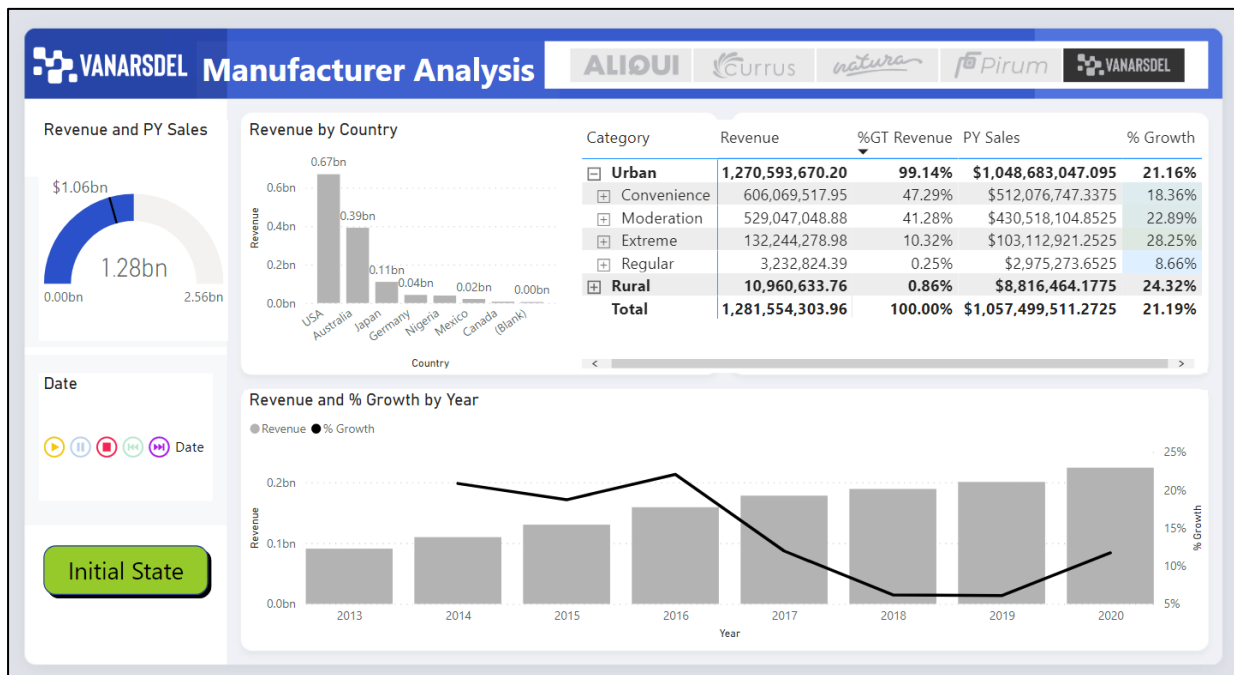 VANARSDEL Manufacturer Analysis ALIQUI Currus natura Pirum VANARSDEL
Revenue and PY Sales
$1.06bn
1.28bn
0.00bn 2.56bn
Date
Date
Initial State
Revenue by Country
0.67bn
0.6bn
0.39bn
0.4bn
Revenue
0.2bn
0.11bn
0.04bn
0.02bn
0.00bn
0.0bn
USA
Australia
Japan
Germany
Nigeria
Mexico
Canada
(Blank)
Country
Category Revenue %GT Revenue PY Sales % Growth
Urban 1,270,593,670.20 99.14% $1,048,683,047.095 21.16%
Convenience 606,069,517.95 47.29% $512,076,747.3375 18.36%
Moderation 529,047,048.88 41.28% $430,518,104.8525 22.89%
Extreme 132,244,278.98 10.32% $103,112,921.2525 28.25%
Regular 3,232,824.39 0.25% $2,975,273.6525 8.66%
Rural 10,960,633.76 0.86% $8,816,464.1775 24.32%
Total 1,281,554,303.96 100.00% $1,057,499,511.2725 21.19%
Revenue and % Growth by Year
Revenue % Growth
25%
0.2bn 20%
15%
Revenue
% Growth
0.1bn
10%
0.0bn 5%
2013 2014 2015 2016 2017 2018 2019 2020
Year